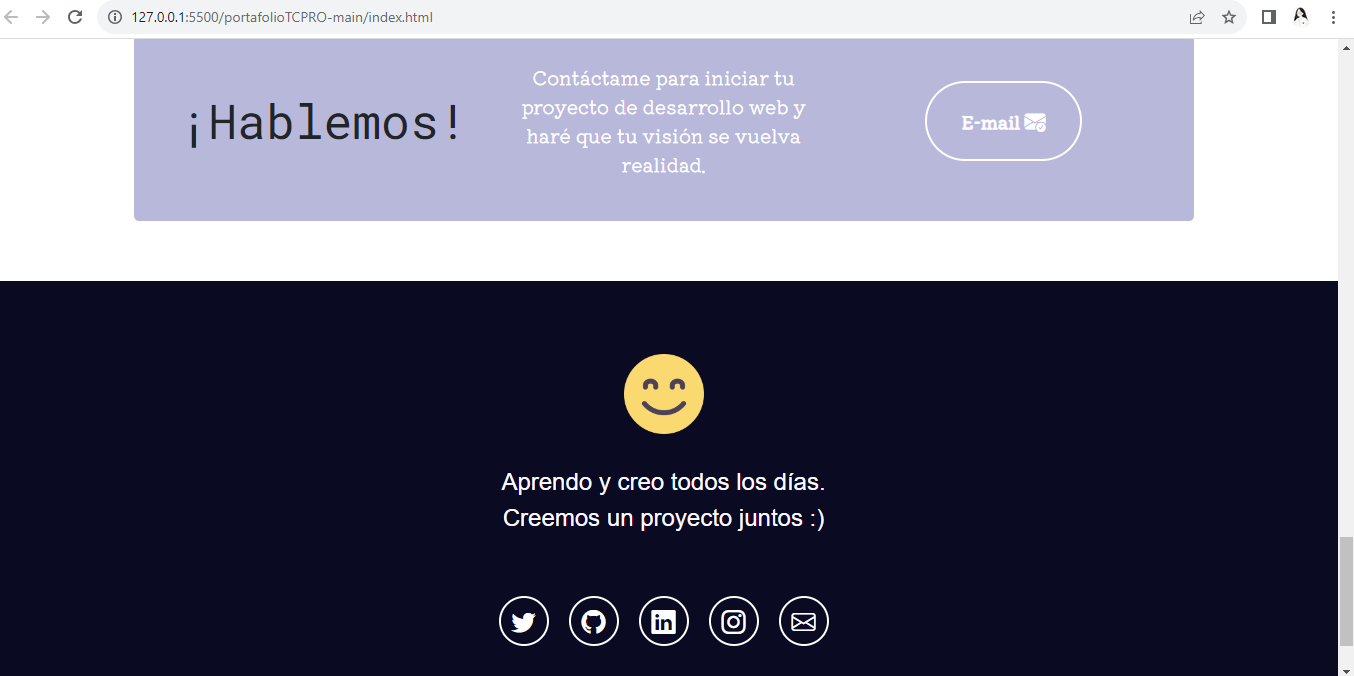 127.0.0.1:5500/portafolioTCPRO-main/index.html
¡Hablemos!
Contáctame para iniciar tu
proyecto de desarrollo web y
haré que tu visión se vuelva
realidad.
E-mail
Aprendo y creo todos los días.
Creemos un proyecto juntos :)
in